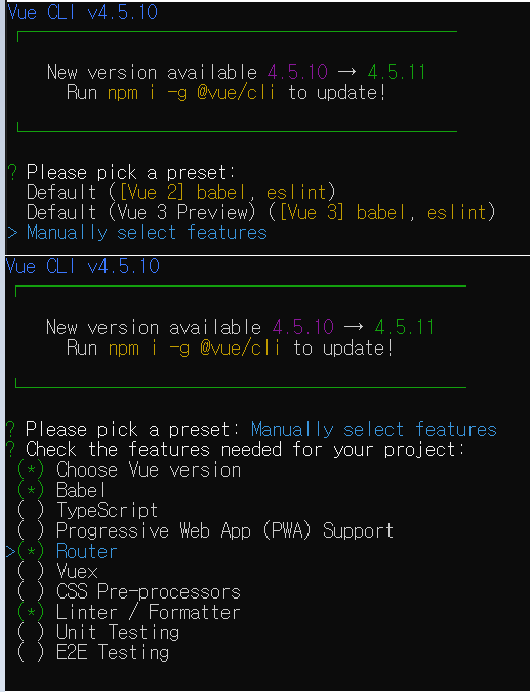 Vue CLI v4.5.10
New version available 4.5.10 → 4.5.11
Run npm i -g @vue/cli to update!
? Please pick a preset:
Default ([Vue 2] babel, eslint)
Default (Vue 3 Preview) ([Vue 3] babel, eslint)
> Manually select features
Vue CLI v4.5.10
New version available 4.5.10 → 4.5.11
Run npm i -g @vue/cli to update!
? Please pick a preset: Manually select features
? Check the features needed for your project:
(*) Choose Vue version
(*) Babel
( ) TypeScript
( ) Progressive Web App (PWA) Support
>(*) Router
( ) Vuex
( ) CSS Pre-processors
(*) Linter / Formatter
( ) Unit Testing
( ) E2E Testing